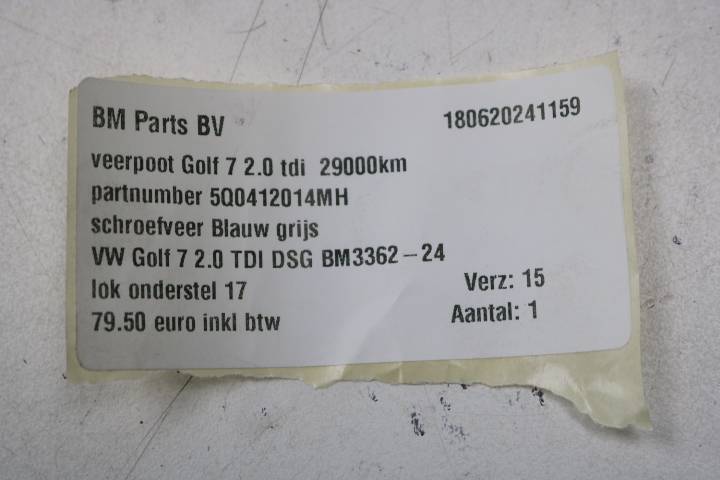 BM Parts BV 180620241159
veerpoot Golf 7 2.0 tdi 29000km
partnumber 5Q0412014MH
schroefveer Blauw grijs
VW Golf 7 2.0 TDI DSG BM3362-24
lok onderstel 17 Verz: 15
79.50 euro inkl btw Aantal: 1